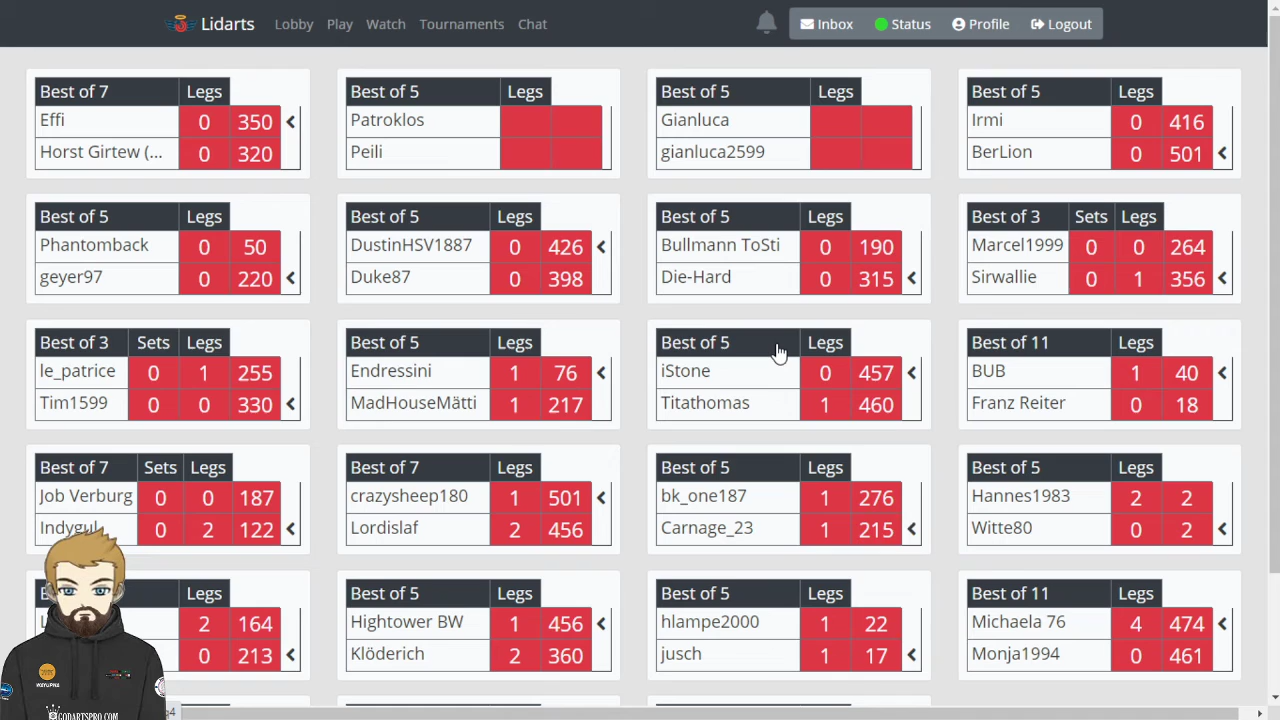 Lidarts Lobby Play Watch Tournaments Chat Inbox Status Profile Logout
Best of 7 Legs
Effi 0 350
Horst Girtew (... 0 320
Best of 5 Legs
Patroklos
Peili
Best of 5 Legs
Gianluca
gianluca2599
Best of 5 Legs
Irmi 0 416
BerLion 0 501
Best of 5 Legs
Phantomback 0 50
geyer97 0 220
Best of 5 Legs
DustinHSV1887 0 426
Duke87 0 398
Best of 5 Legs
Bullmann ToSti 0 190
Die-Hard 0 315
Best of 3 Sets Legs
Marcel1999 0 0 264
Sirwallie 0 1 356
Best of 3 Sets Legs
le_patrice 0 1 255
Tim1599 0 0 330
Best of 5 Legs
Endressini 1 76
MadHouseMätti 1 217
Best of 5 Legs
iStone 0 457
Titathomas 1 460
Best of 11 Legs
BUB 1 40
Franz Reiter 0 18
Best of 7 Sets Legs
Job Verburg 0 0 187
0 2 122
Best of 7 Legs
crazysheep180 1 501
Lordislaf 2 456
Best of 5 Legs
bk_one187 1 276
Carnage_23 1 215
Best of 5 Legs
Hannes1983 2 2
Witte80 0 2
Legs
2 164
0 213
Best of 5 Legs
Hightower BW 1 456
Klöderich 2 360
Best of 5 Legs
hlampe2000 1 22
jusch 1 17
Best of 11 Legs
Michaela 76 4 474
Monja1994 0 461
GODARTSPRO.COM